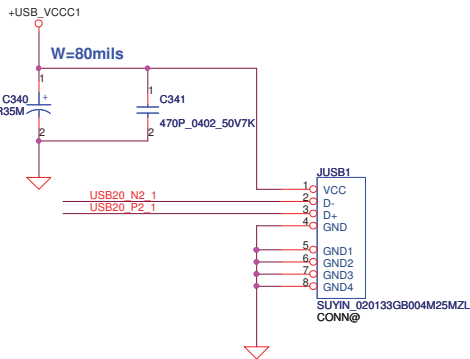 +USB_VCCC1
W=80mils
1
1
C340
+
C341
R35M
2
2
470P_0402_50V7K
JUSB1
USB20_N2_1
USB20_P2_1
1 VCC
2 D-
3 D+
4 GND
5 GND1
6 GND2
7 GND3
8 GND4
SUYIN_020133GB004M25MZL
CONN@